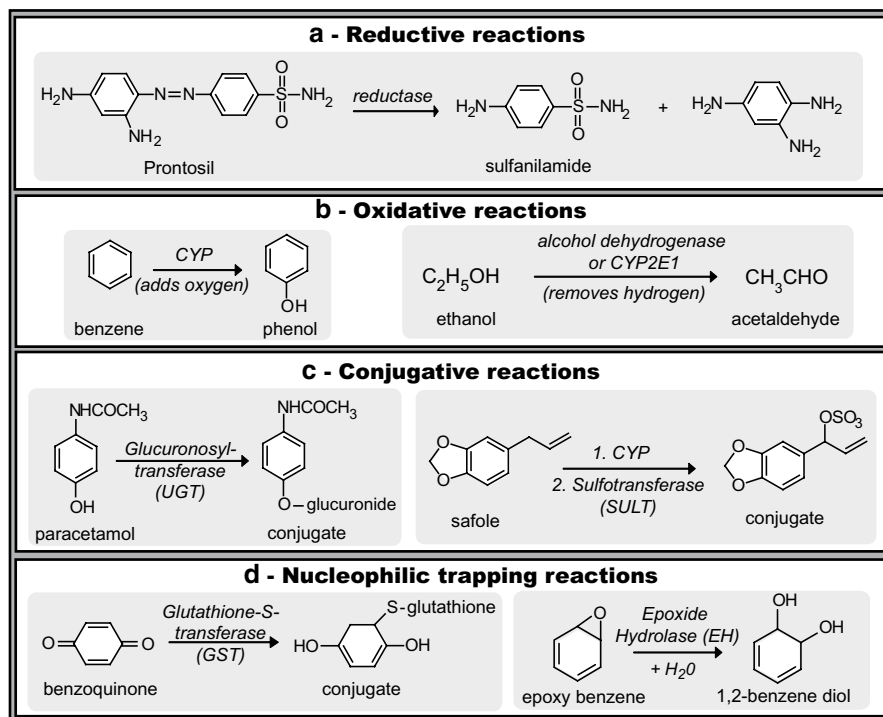 a - Reductive reactions
H₂N
N=N
O
S-NH₂
O
NH₂
Prontosil
reductase
NH₂
O
S-NH₂
O
sulfanilamide
+
H₂N
NH₂
NH₂
b - Oxidative reactions
benzene
CYP
(adds oxygen)
OH
phenol
C₂H₅OH
ethanol
alcohol dehydrogenase
or CYP2E1
(removes hydrogen)
CH₃CHO
acetaldehyde
c - Conjugative reactions
NHCOCH₃
OH
paracetamol
Glucuronosyl-
transferase
(UGT)
NHCOCH₃
O–glucuronide
conjugate
O
O
safole
1. CYP
2. Sulfotransferase
(SULT)
OSO₃
O
O
conjugate
d - Nucleophilic trapping reactions
O
O
benzoquinone
Glutathione-S-
transferase
(GST)
S-glutathione
HO
OH
conjugate
O
epoxy benzene
Epoxide
Hydrolase (EH)
+ H₂0
OH
OH
1,2-benzene diol